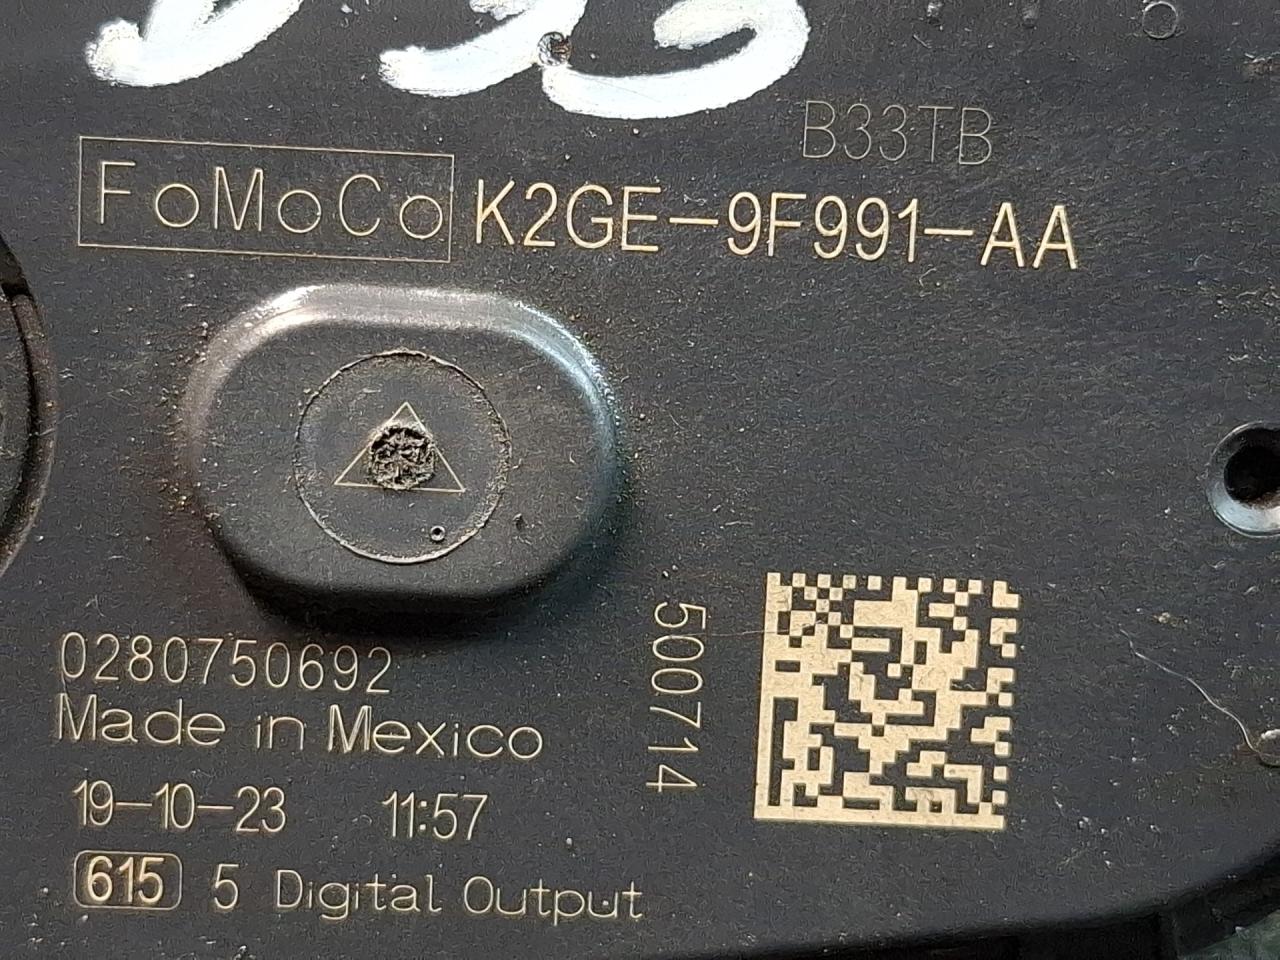 B33TB
FoMoCo K2GE-9F991-AA
0280750692
Made in Mexico
500714
19-10-23 11:57
615 5 Digital Output